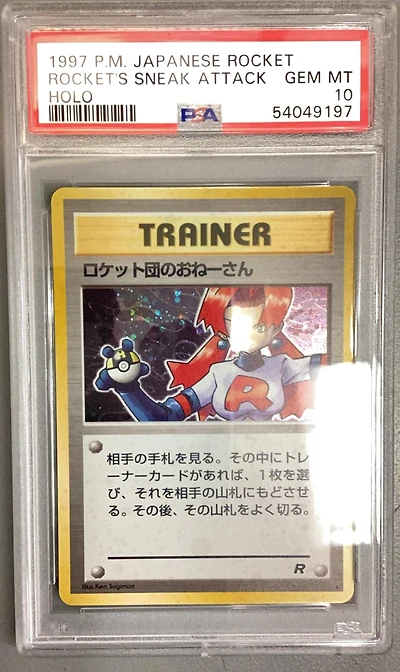 1997 P.M. JAPANESE ROCKET
ROCKET'S SNEAK ATTACK GEM MT
HOLO 10
PSA 54049197
TRAINER
ロケット団のおねーさん
R
相手の手札を見る。その中にトレ
ーナーカードがあれば、1枚を選
び、それを相手の山札にもどさせ
る。その後、その山札をよく切る。
R
Illus. Ken Sugimori
PSA